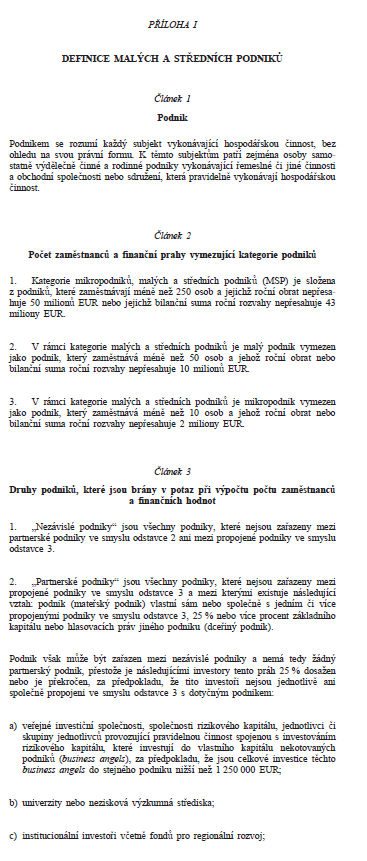 PŘÍLOHA I
DEFINICE MALÝCH A STŘEDNÍCH PODNIKŮ
Článek 1
Podnik
Podnikem se rozumí každý subjekt vykonávající hospodářskou činnost, bez
ohledu na svou právní formu. K těmto subjektům patří zejména osoby samo-
statně výdělečně činné a rodinné podniky vykonávající řemeslné či jiné činnosti
a obchodní společnosti nebo sdružení, která pravidelně vykonávají hospodářskou
činnost.
Článek 2
Počet zaměstnanců a finanční prahy vymezující kategorie podniků
1. Kategorie mikropodniků, malých a středních podniků (MSP) je složena
z podniků, které zaměstnávají méně než 250 osob a jejichž roční obrat nepřesa-
huje 50 milionů EUR nebo jejichž bilanční suma roční rozvahy nepřesahuje 43
miliony EUR.
2. V rámci kategorie malých a středních podniků je malý podnik vymezen
jako podnik, který zaměstnává méně než 50 osob a jehož roční obrat nebo
bilanční suma roční rozvahy nepřesahuje 10 milionů EUR.
3. V rámci kategorie malých a středních podniků je mikropodnik vymezen
jako podnik, který zaměstnává méně než 10 osob a jehož roční obrat nebo
bilanční suma roční rozvahy nepřesahuje 2 miliony EUR.
Článek 3
Druhy podniků, které jsou brány v potaz při výpočtu počtu zaměstnanců
a finančních hodnot
1. „Nezávislé podniky“ jsou všechny podniky, které nejsou zařazeny mezi
partnerské podniky ve smyslu odstavce 2 ani mezi propojené podniky ve smyslu
odstavce 3.
2. „Partnerské podniky“ jsou všechny podniky, které nejsou zařazeny mezi
propojené podniky ve smyslu odstavce 3 a mezi kterými existuje následující
vztah: podnik (mateřský podnik) vlastní sám nebo společně s jedním či více
propojenými podniky ve smyslu odstavce 3, 25 % nebo více procent základního
kapitálu nebo hlasovacích práv jiného podniku (dceřiný podnik).
Podnik však může být zařazen mezi nezávislé podniky a nemá tedy žádný
partnerský podnik, přestože je následujícími investory tento práh 25 % dosažen
nebo je překročen, za předpokladu, že tito investoři nejsou jednotlivě ani
společně propojeni ve smyslu odstavce 3 s dotyčným podnikem:
a) veřejné investiční společnosti, společnosti rizikového kapitálu, jednotlivci či
skupiny jednotlivců provozující pravidelnou činnost spojenou s investováním
rizikového kapitálu, které investují do vlastního kapitálu nekotovaných
podniků (business angels), za předpokladu, že jsou celkové investice těchto
business angels do stejného podniku nižší než 1 250 000 EUR;
b) univerzity nebo nezisková výzkumná střediska;
c) institucionální investoři včetně fondů pro regionální rozvoj;